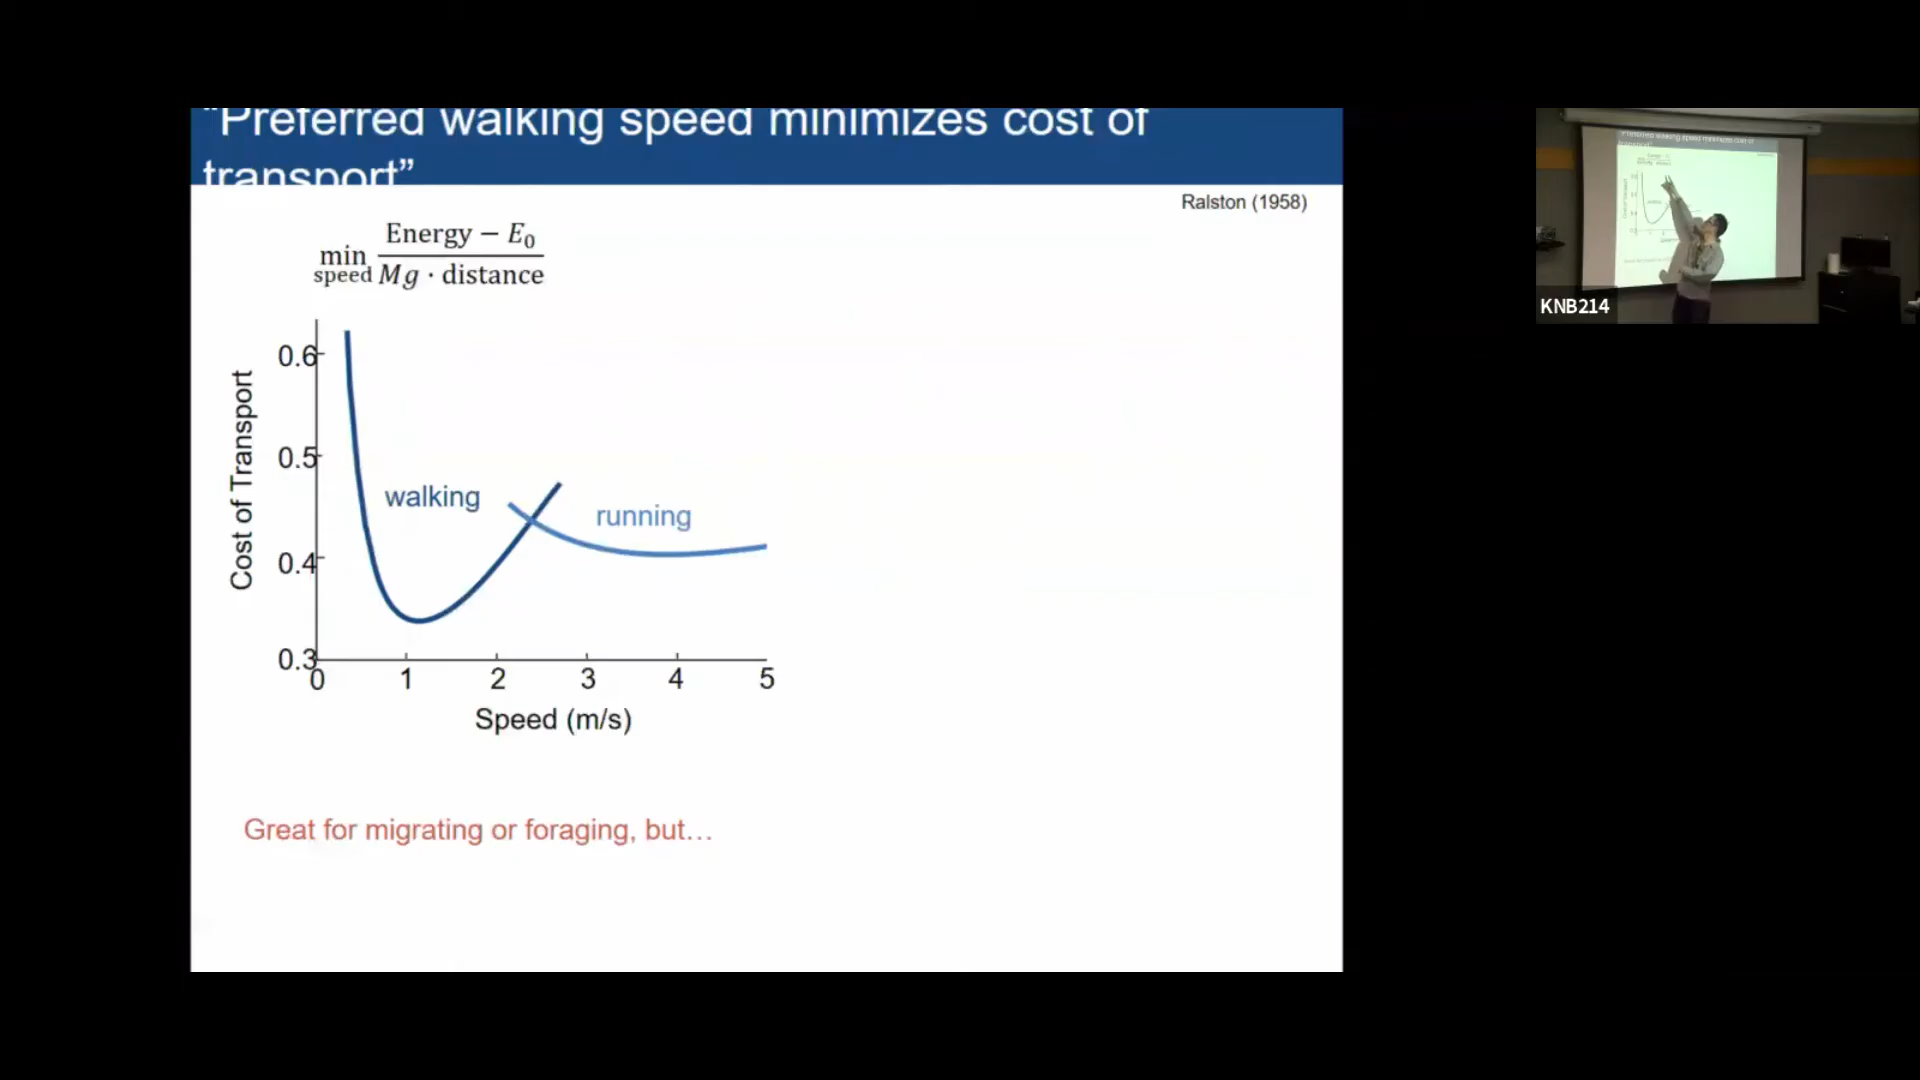 “Preferred walking speed minimizes cost of
transport”
Ralston (1958)
min speed Energy − E₀ / Mg · distance
Cost of Transport
0.6
0.5
0.4
0.3
walking
running
0 1 2 3 4 5
Speed (m/s)
Great for migrating or foraging, but…
KNB214